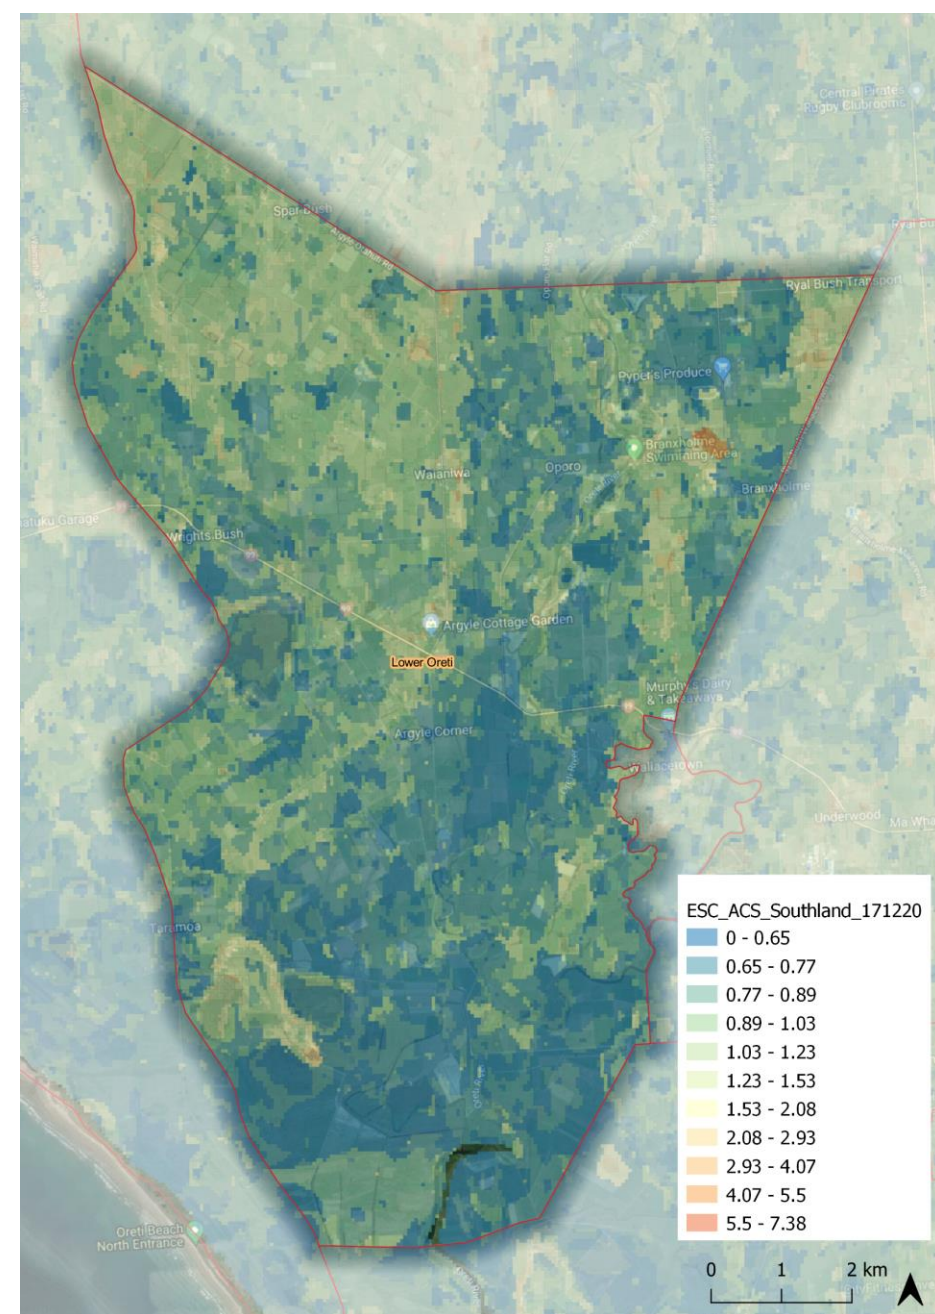 Central Pirates
Rugby Clubrooms
Spar Bush
Ryal Bush Transport
Pyper's Produce
Branxholme
Swimming Area
Waianiwa
Oporo
Branxholme
Wrights Bush
Argyle Cottage Garden
Lower Oreti
Murphy's Dairy
& Takeaways
Argyle Corner
Wallacetown
Underwood
Taramoa
Oreti Beach
North Entrance
ESC_ACS_Southland_171220
0 - 0.65
0.65 - 0.77
0.77 - 0.89
0.89 - 1.03
1.03 - 1.23
1.23 - 1.53
1.53 - 2.08
2.08 - 2.93
2.93 - 4.07
4.07 - 5.5
5.5 - 7.38
0 1 2 km